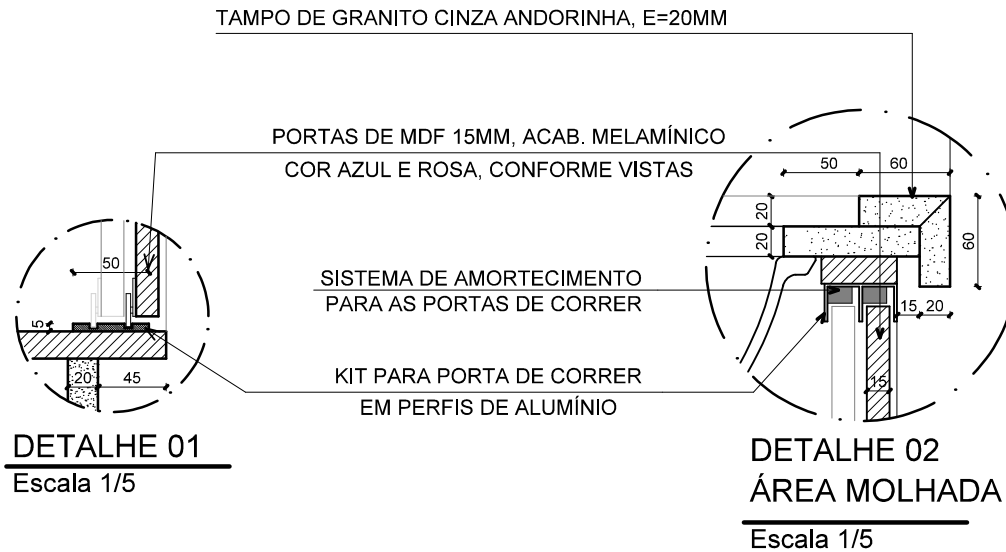 TAMPO DE GRANITO CINZA ANDORINHA, E=20MM
PORTAS DE MDF 15MM, ACAB. MELAMÍNICO
COR AZUL E ROSA, CONFORME VISTAS
50
60
20
20
60
50
SISTEMA DE AMORTECIMENTO
PARA AS PORTAS DE CORRER
15
20
5
20
45
KIT PARA PORTA DE CORRER
EM PERFIS DE ALUMÍNIO
15
DETALHE 01
Escala 1/5
DETALHE 02
ÁREA MOLHADA
Escala 1/5